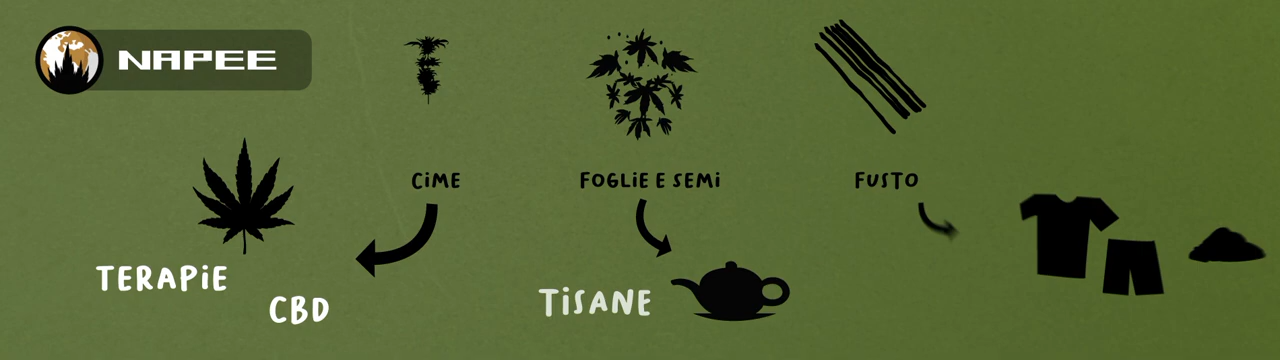 NAPEE
CiME
FOGLiE E SEMi
FUSTO
TERAPiE
CBD
TiSANE